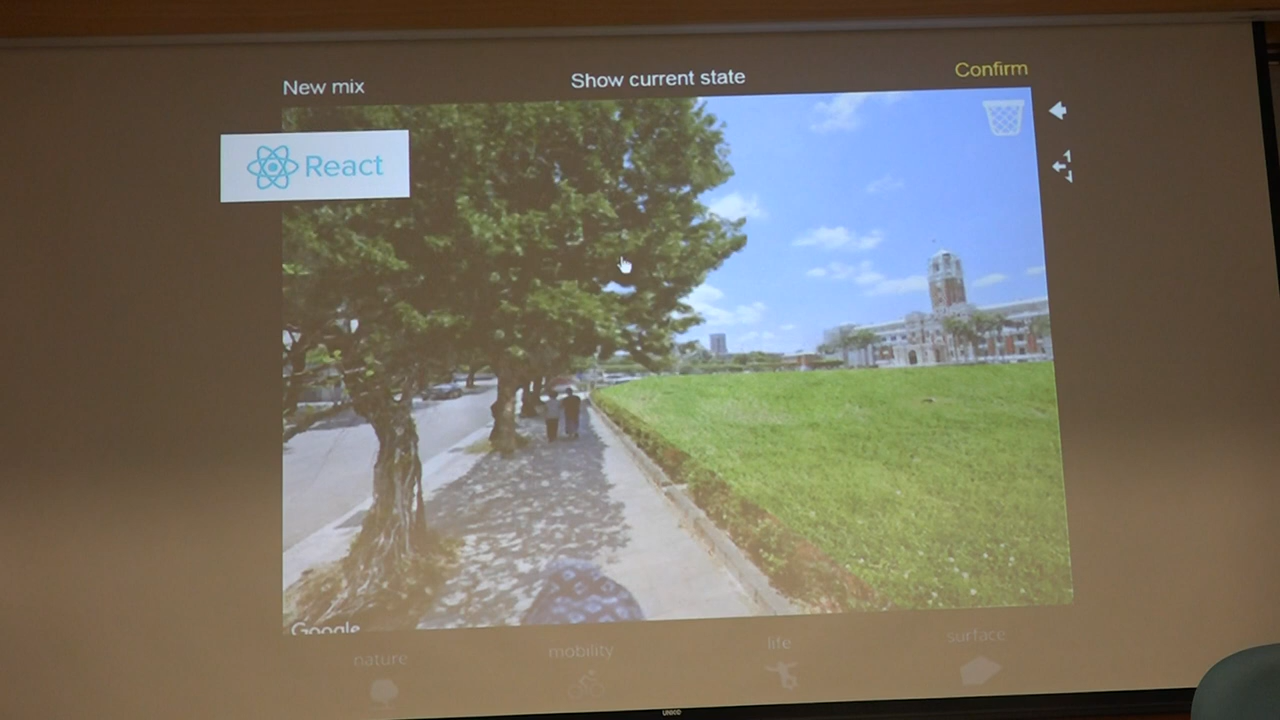 New mix
Show current state
Confirm
React
Google
nature
mobility
life
surface